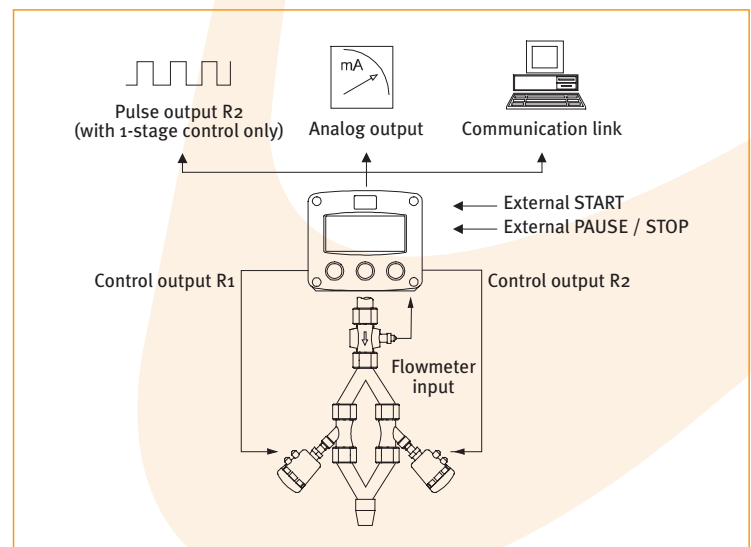 mA
Pulse output R2
(with 1-stage control only)
Analog output
Communication link
External START
External PAUSE / STOP
Control output R1
Control output R2
Flowmeter
input